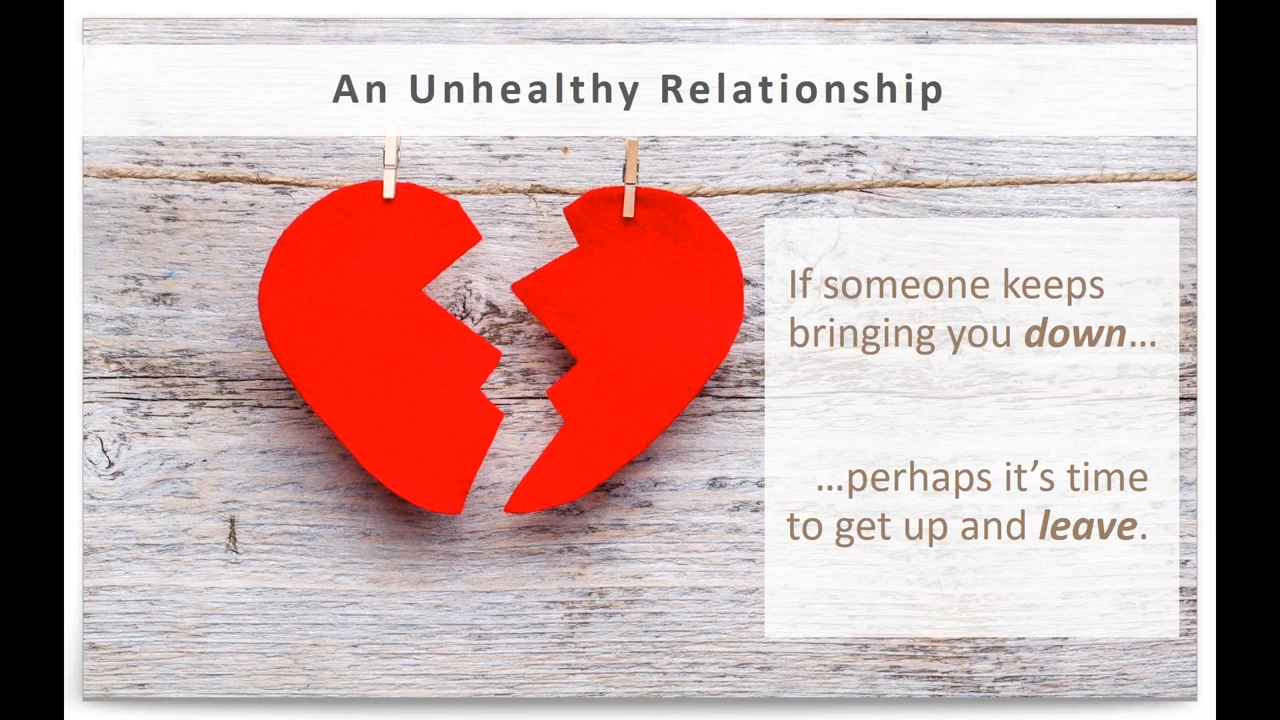 An Unhealthy Relationship
If someone keeps
bringing you down…
…perhaps it’s time
to get up and leave.